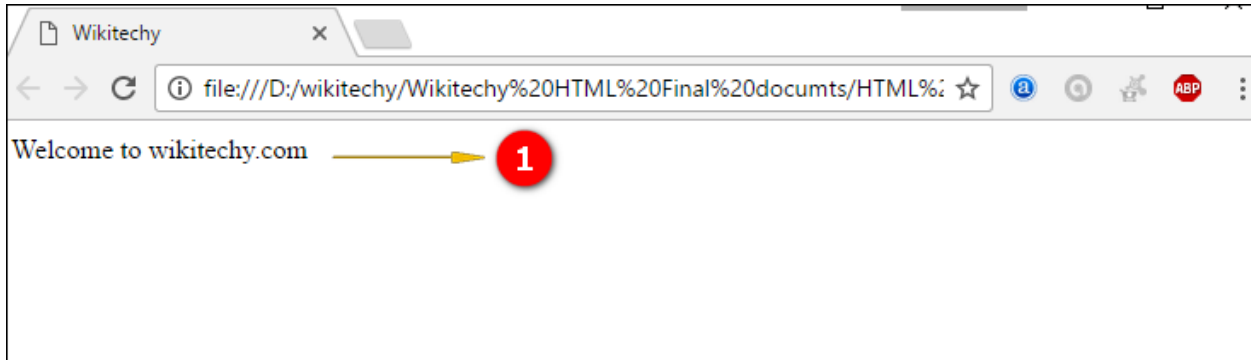 Wikitechy
file:///D:/wikitechy/Wikitechy%20HTML%20Final%20documts/HTML%2
a
ABP
Welcome to wikitechy.com
1